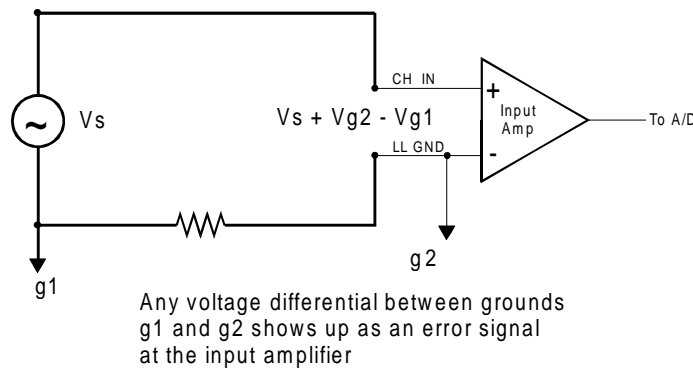 CH IN
+
Vs
Vs + Vg2 - Vg1
Input
Amp
To A/D
LL GND
-
g1
g2
Any voltage differential between grounds
g1 and g2 shows up as an error signal
at the input amplifier